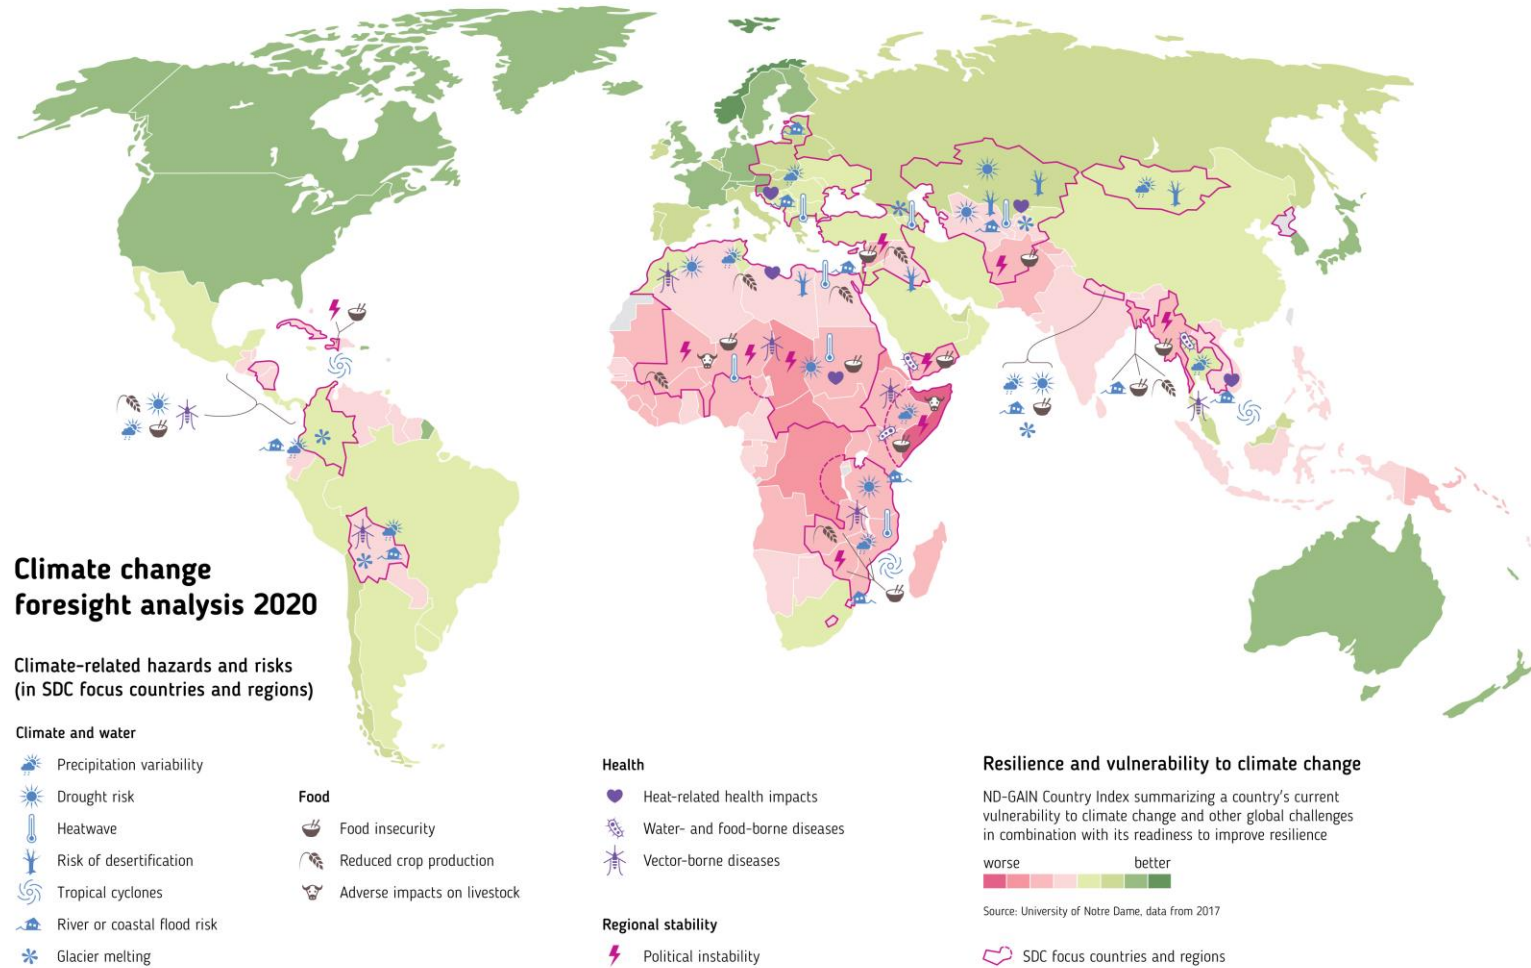 Climate change
foresight analysis 2020
Climate-related hazards and risks
(in SDC focus countries and regions)
Climate and water
Precipitation variability
Drought risk
Heatwave
Risk of desertification
Tropical cyclones
River or coastal flood risk
Glacier melting
Food
Food insecurity
Reduced crop production
Adverse impacts on livestock
Health
Heat-related health impacts
Water- and food-borne diseases
Vector-borne diseases
Regional stability
Political instability
Resilience and vulnerability to climate change
ND-GAIN Country Index summarizing a country's current
vulnerability to climate change and other global challenges
in combination with its readiness to improve resilience
worse better
Source: University of Notre Dame, data from 2017
SDC focus countries and regions